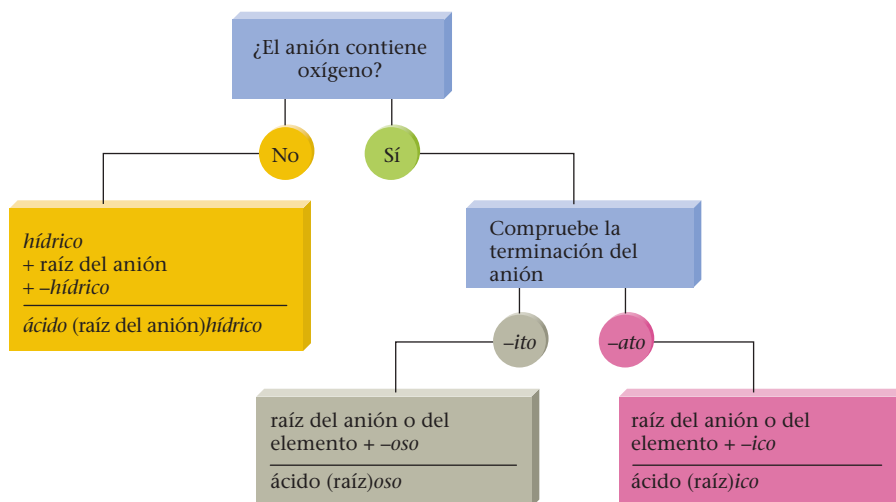 ¿El anión contiene
oxígeno?
No
Sí
hídrico
+ raíz del anión
+ –hídrico
ácido (raíz del anión)hídrico
Compruebe la
terminación del
anión
–ito
–ato
raíz del anión o del
elemento + –oso
ácido (raíz)oso
raíz del anión o del
elemento + –ico
ácido (raíz)ico